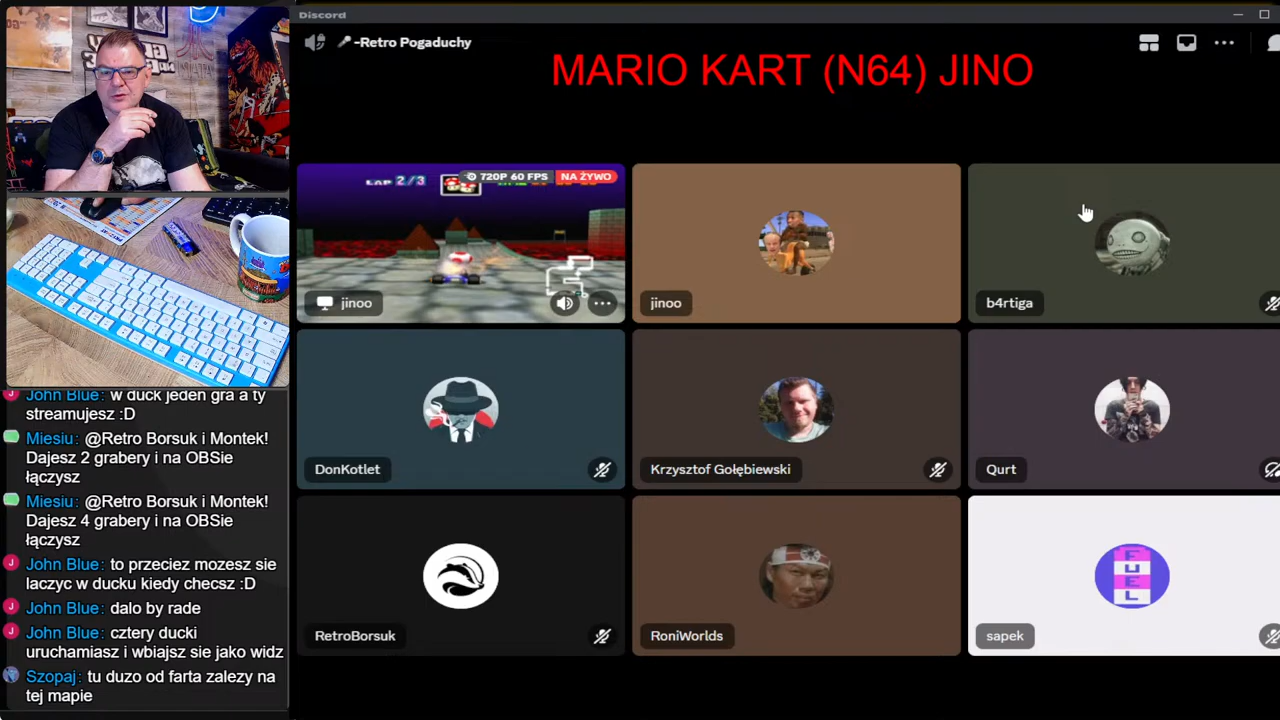 Discord
-Retro Pogaduchy
MARIO KART (N64) JINO
LAP 2/3
720P 60 FPS
NA ŻYWO
jinoo
jinoo
b4rtiga
DonKotlet
Krzysztof Gołębiewski
Qurt
RetroBorsuk
RoniWorlds
FUEL
sapek
John Blue: w duck jeden gra a ty
streamujesz :D
Miesiu: @Retro Borsuk i Montek!
Dajesz 2 grabery i na OBSie
łączysz
Miesiu: @Retro Borsuk i Montek!
Dajesz 4 grabery i na OBSie
łączysz
John Blue: to przeciez mozesz sie
laczyc w ducku kiedy checsz :D
John Blue: dalo by rade
John Blue: cztery ducki
uruchamiasz i wbiajsz sie jako widz
Szopaj: tu duzo od farta zalezy na
tej mapie